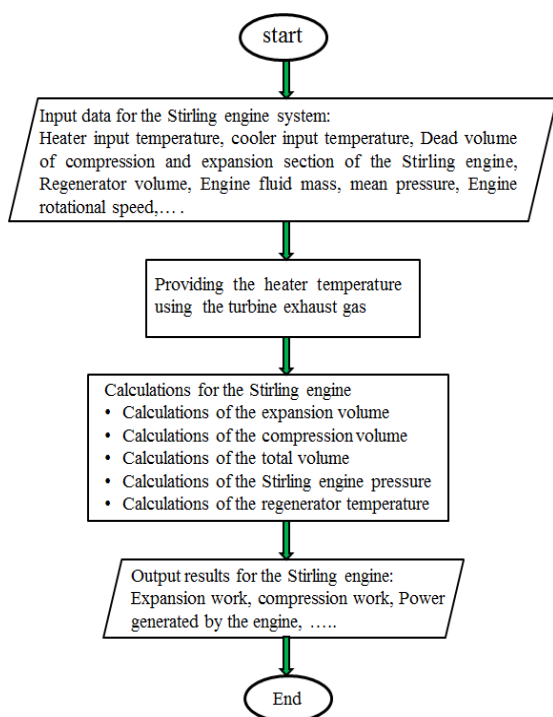 start
Input data for the Stirling engine system:
Heater input temperature, cooler input temperature, Dead volume
of compression and expansion section of the Stirling engine,
Regenerator volume, Engine fluid mass, mean pressure, Engine
rotational speed,… .
Providing the heater temperature
using the turbine exhaust gas
Calculations for the Stirling engine
• Calculations of the expansion volume
• Calculations of the compression volume
• Calculations of the total volume
• Calculations of the Stirling engine pressure
• Calculations of the regenerator temperature
Output results for the Stirling engine:
Expansion work, compression work, Power
generated by the engine, …..
End